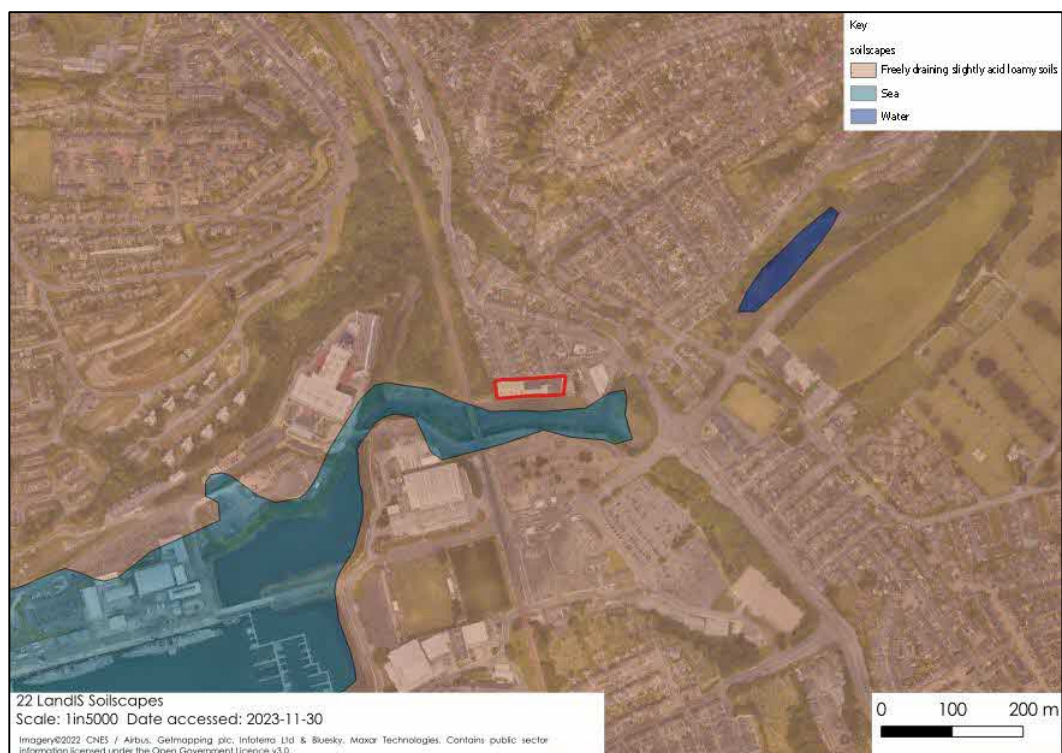 Key
soilscapes
Freely draining slightly acid loamy soils
Sea
Water
22 LandIS Soilscapes
Scale: 1in5000 Date accessed: 2023-11-30
Imagery©2022 CNES / Airbus, Getmapping plc, Infoterra Ltd & Bluesky, Maxar Technologies. Contains public sector
information licensed under the Open Government Licence v3.0
0 100 200 m